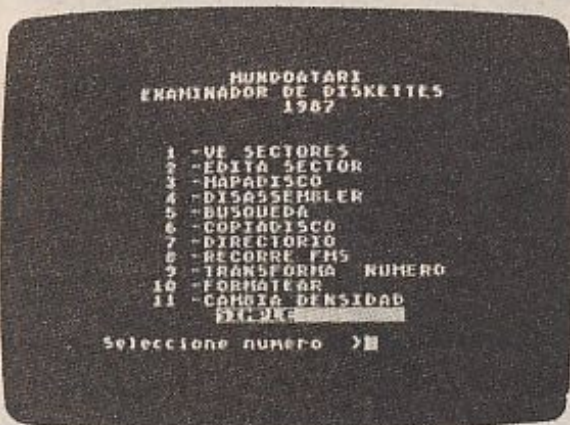 MUNDOATARI
EXAMINADOR DE DISKETTES
1987
1 -VE SECTORES
2 -EDITA SECTOR
3 -MAPADISCO
4 -DISASSEMBLER
5 -BUSQUEDA
6 -COPIADISCO
7 -DIRECTORIO
8 -RECORRE FMS
9 -TRANSFORMA NUMERO
10 -FORMATEAR
11 -CAMBIA DENSIDAD
SIMPLE
Seleccione numero >